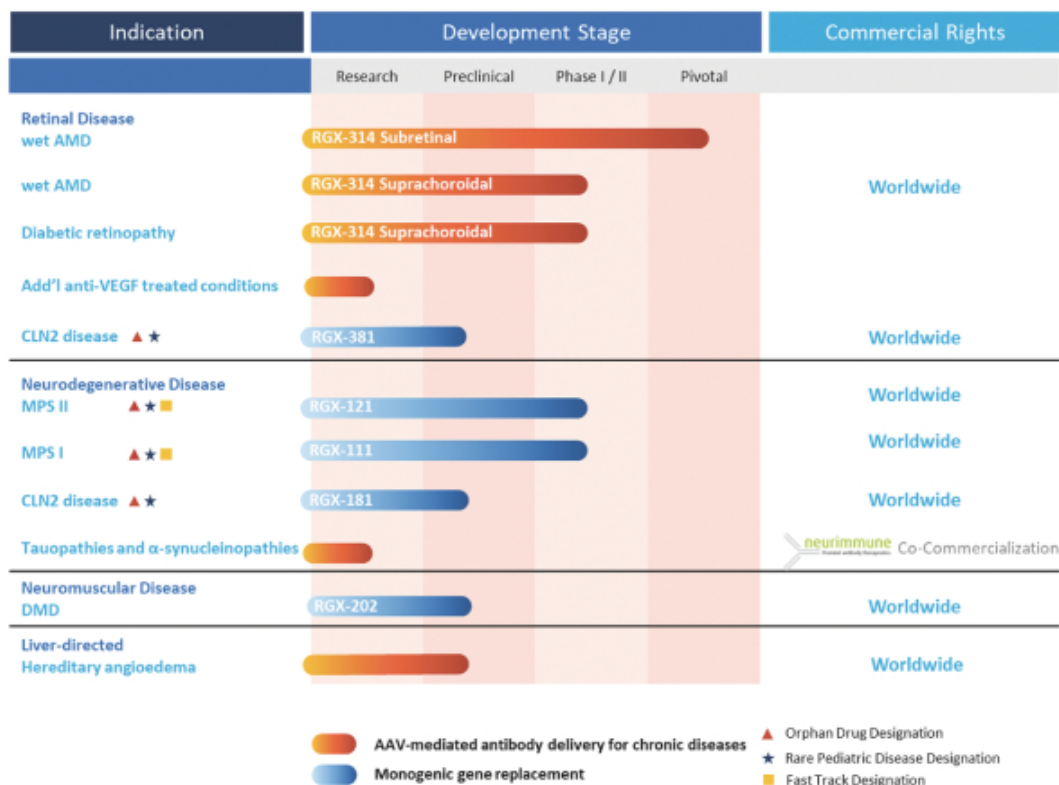 Indication
Development Stage
Commercial Rights
Research
Preclinical
Phase I / II
Pivotal
Retinal Disease
wet AMD
RGX-314 Subretinal
wet AMD
RGX-314 Suprachoroidal
Worldwide
Diabetic retinopathy
RGX-314 Suprachoroidal
Add'l anti-VEGF treated conditions
CLN2 disease
RGX-381
Worldwide
Neurodegenerative Disease
MPS II
RGX-121
Worldwide
MPS I
RGX-111
Worldwide
CLN2 disease
RGX-181
Worldwide
Tauopathies and α-synucleinopathies
neurimmune
Co-Commercialization
Neuromuscular Disease
DMD
RGX-202
Worldwide
Liver-directed
Hereditary angioedema
Worldwide
AAV-mediated antibody delivery for chronic diseases
Monogenic gene replacement
Orphan Drug Designation
Rare Pediatric Disease Designation
Fast Track Designation